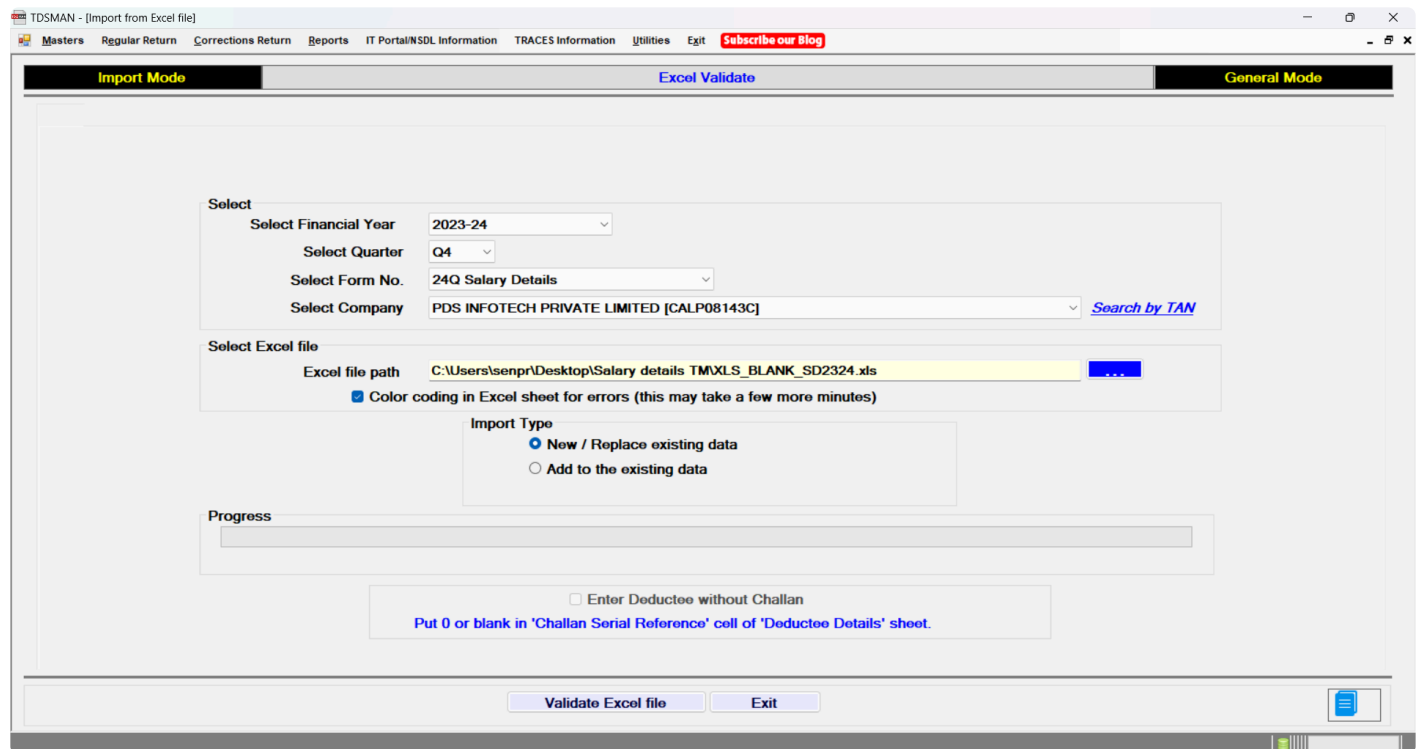 TDSMAN - [Import from Excel file]
Masters Regular Return Corrections Return Reports IT Portal/NSDL Information TRACES Information Utilities Exit Subscribe our Blog
Import Mode Excel Validate General Mode
Select
Select Financial Year 2023-24
Select Quarter Q4
Select Form No. 24Q Salary Details
Select Company PDS INFOTECH PRIVATE LIMITED [CALP08143C] Search by TAN
Select Excel file
Excel file path C:\Users\senpr\Desktop\Salary details TM\XLS_BLANK_SD2324.xls ...
Color coding in Excel sheet for errors (this may take a few more minutes)
Import Type
New / Replace existing data
Add to the existing data
Progress
Enter Deductee without Challan
Put 0 or blank in 'Challan Serial Reference' cell of 'Deductee Details' sheet.
Validate Excel file Exit